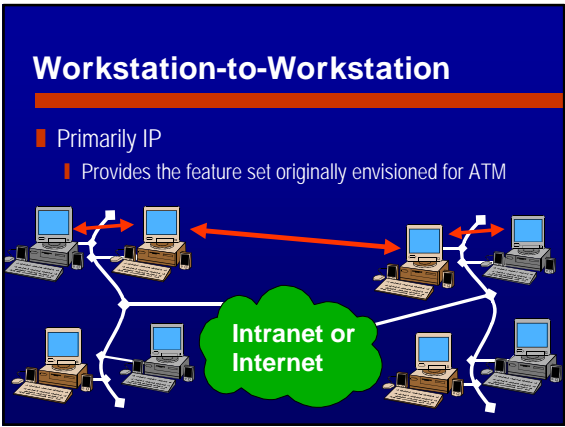 Workstation-to-Workstation
Primarily IP
Provides the feature set originally envisioned for ATM
Intranet or
Internet